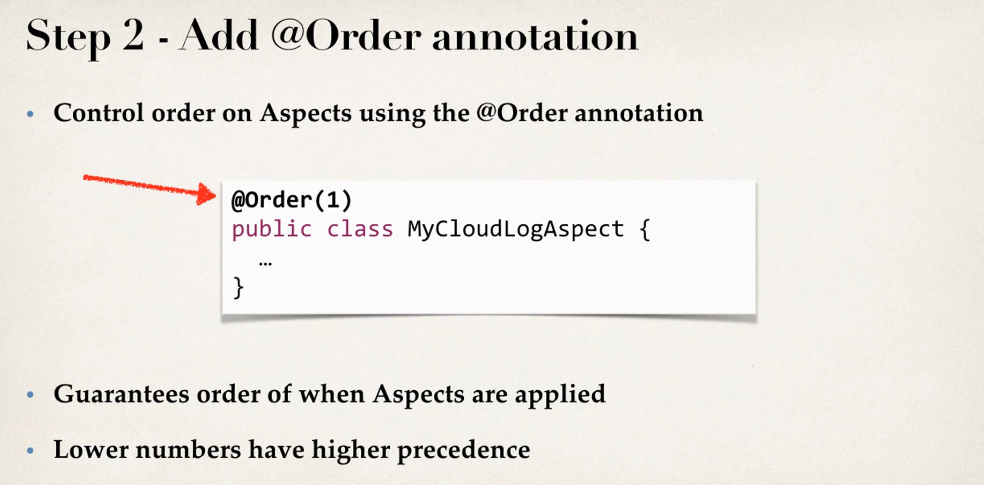 Step 2 - Add @Order annotation
• Control order on Aspects using the @Order annotation
@Order(1)
public class MyCloudLogAspect {
…
}
• Guarantees order of when Aspects are applied
• Lower numbers have higher precedence